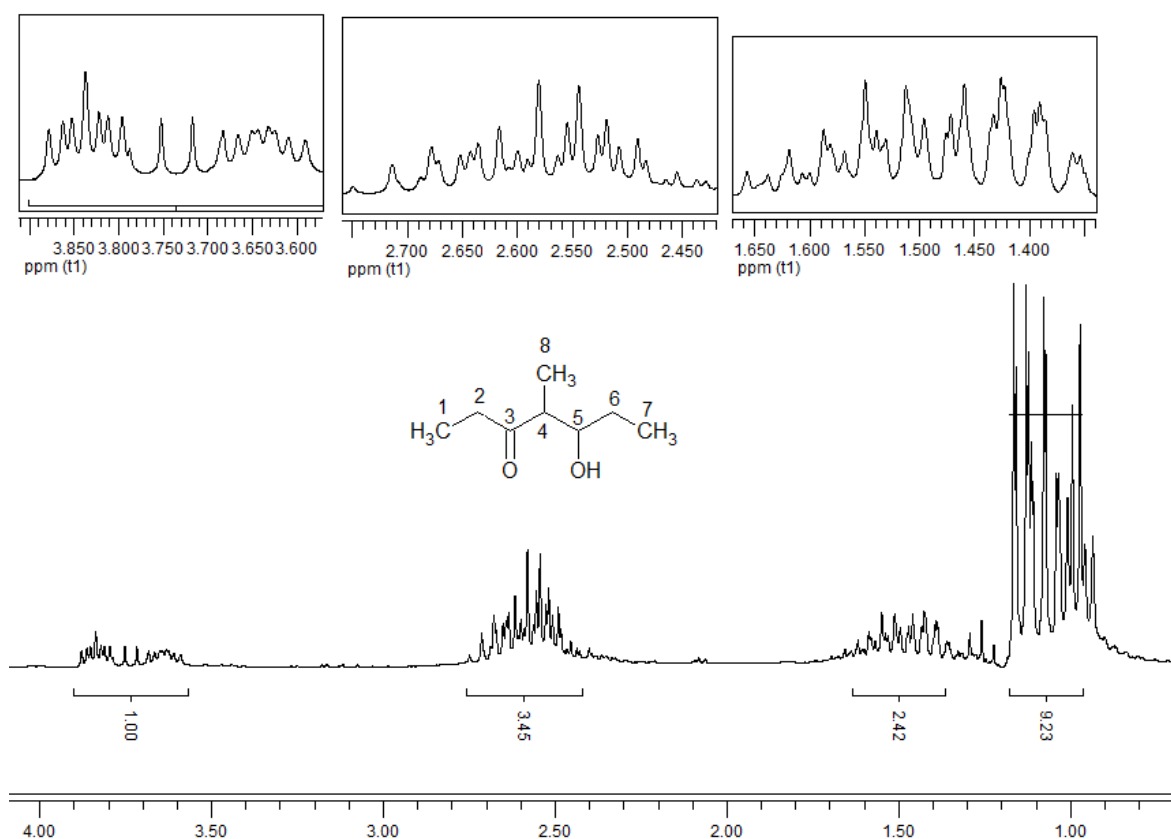 3.850 3.800 3.750 3.700 3.650 3.600
ppm (t1)
2.700 2.650 2.600 2.550 2.500 2.450
ppm (t1)
1.650 1.600 1.550 1.500 1.450 1.400
ppm (t1)
8
CH3
1 2 3 4 5 6 7
H3C CH3
O OH
1.00 3.45 2.42 9.23
4.00 3.50 3.00 2.50 2.00 1.50 1.00